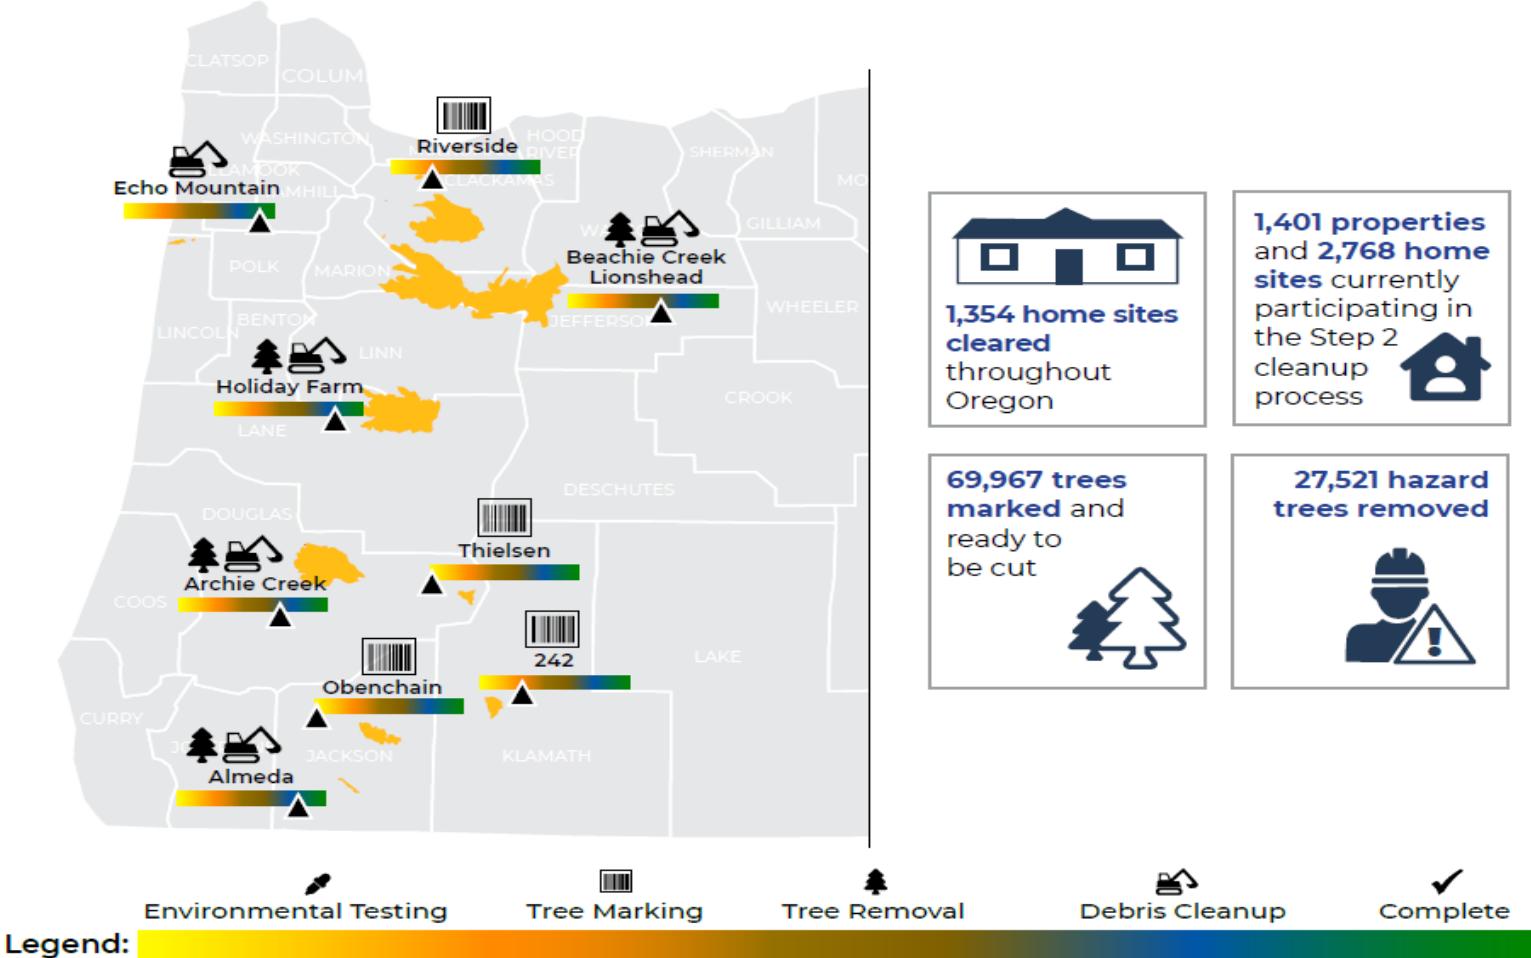 CLATSOP
COLUM
WASHINGTON
HOOD
RIVER
SHERMAN
Riverside
LAMOOK
AMHILL
Echo Mountain
CLACKAMAS
MO
GILLIAM
WA
Beachie Creek
Lionshead
POLK
MARION
JEFFERSO
WHEELER
LINCOLN
BENTON
LINN
Holiday Farm
LANE
CROOK
DESCHUTES
DOUGLAS
Thielsen
Archie Creek
COOS
242
LAKE
Obenchain
CURRY
JACKSON
KLAMATH
Almeda
1,354 home sites
cleared
throughout
Oregon
1,401 properties
and 2,768 home
sites currently
participating in
the Step 2
cleanup
process
69,967 trees
marked and
ready to
be cut
27,521 hazard
trees removed
Environmental Testing
Tree Marking
Tree Removal
Debris Cleanup
Complete
Legend: